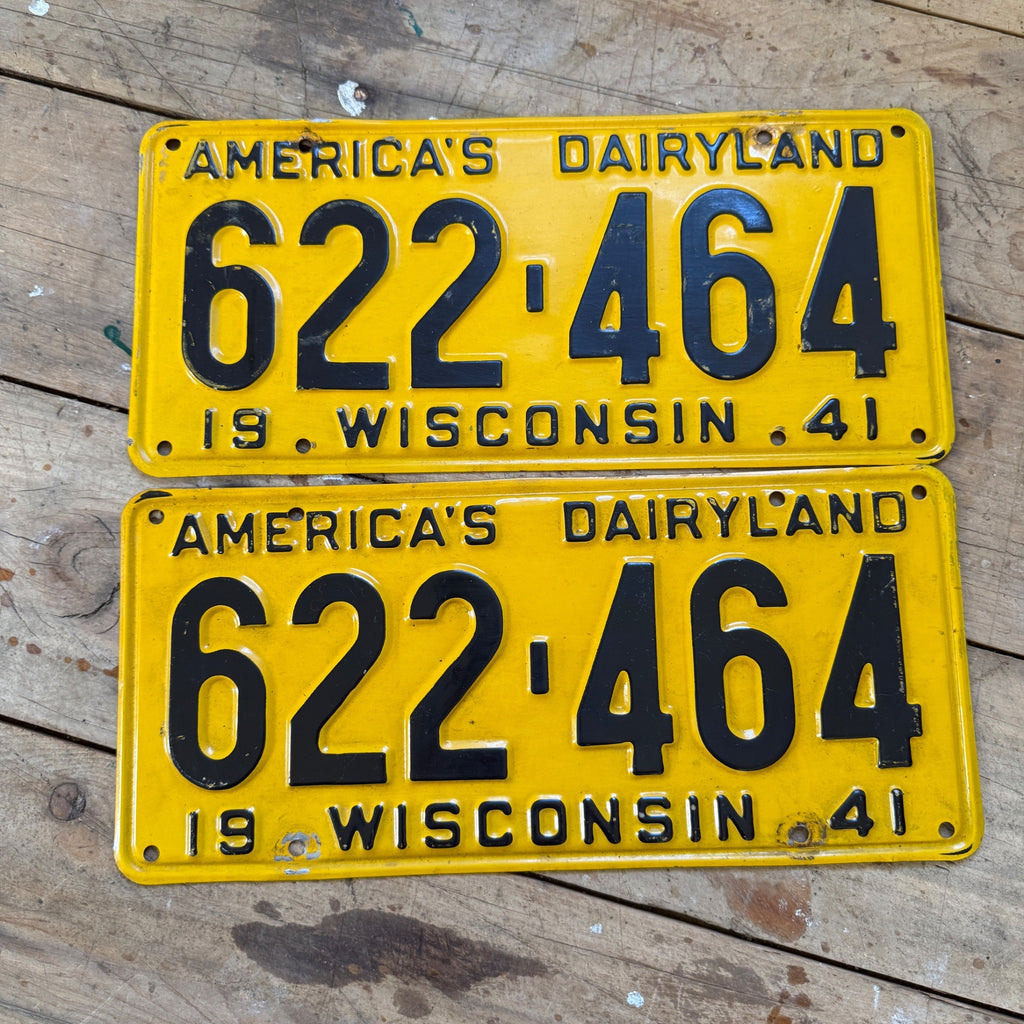 AMERICA'S DAIRYLAND
622-464
19 WISCONSIN 41
AMERICA'S DAIRYLAND
622-464
19 WISCONSIN 41